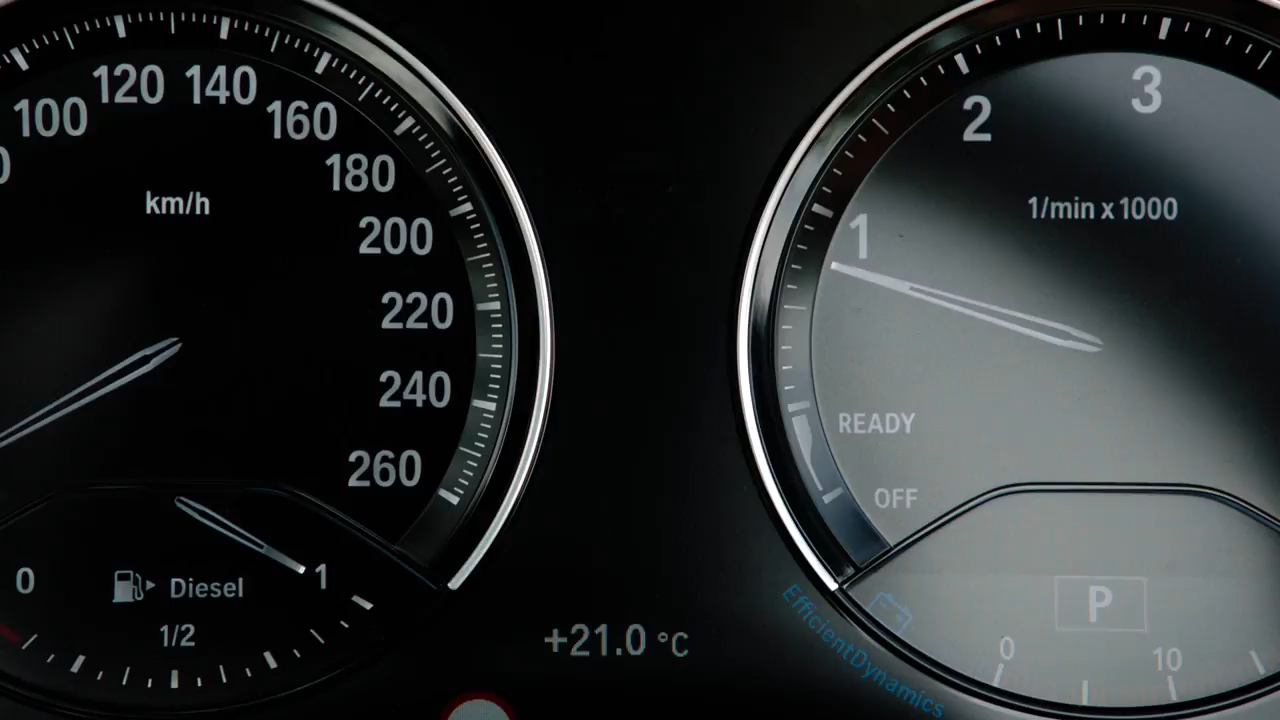 100
120
140
160
180
200
220
240
260
km/h
0
1
Diesel
1/2
+21.0 °C
1
2
3
1/min x 1000
READY
OFF
P
0
10
EfficientDynamics